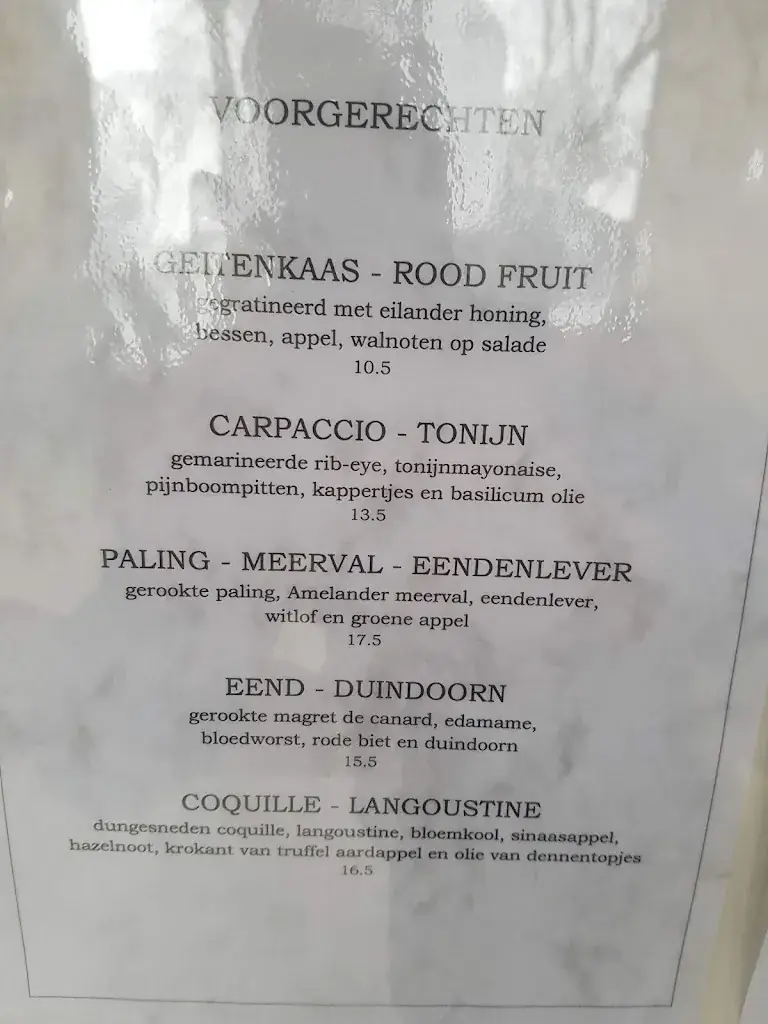 VOORGERECHTEN
GEITENKAAS - ROOD FRUIT
gegratineerd met eilander honing,
bessen, appel, walnoten op salade
10.5
CARPACCIO - TONIJN
gemarineerde rib-eye, tonijnmayonaise,
pijnboompitten, kappertjes en basilicum olie
13.5
PALING - MEERVAL - EENDENLEVER
gerookte paling, Amelander meerval, eendenlever,
witlof en groene appel
17.5
EEND - DUINDOORN
gerookte magret de canard, edamame,
bloedworst, rode biet en duindoorn
15.5
COQUILLE - LANGOUSTINE
dungesneden coquille, langoustine, bloemkool, sinaasappel,
hazelnoot, krokant van truffel aardappel en olie van dennentopjes
16.5